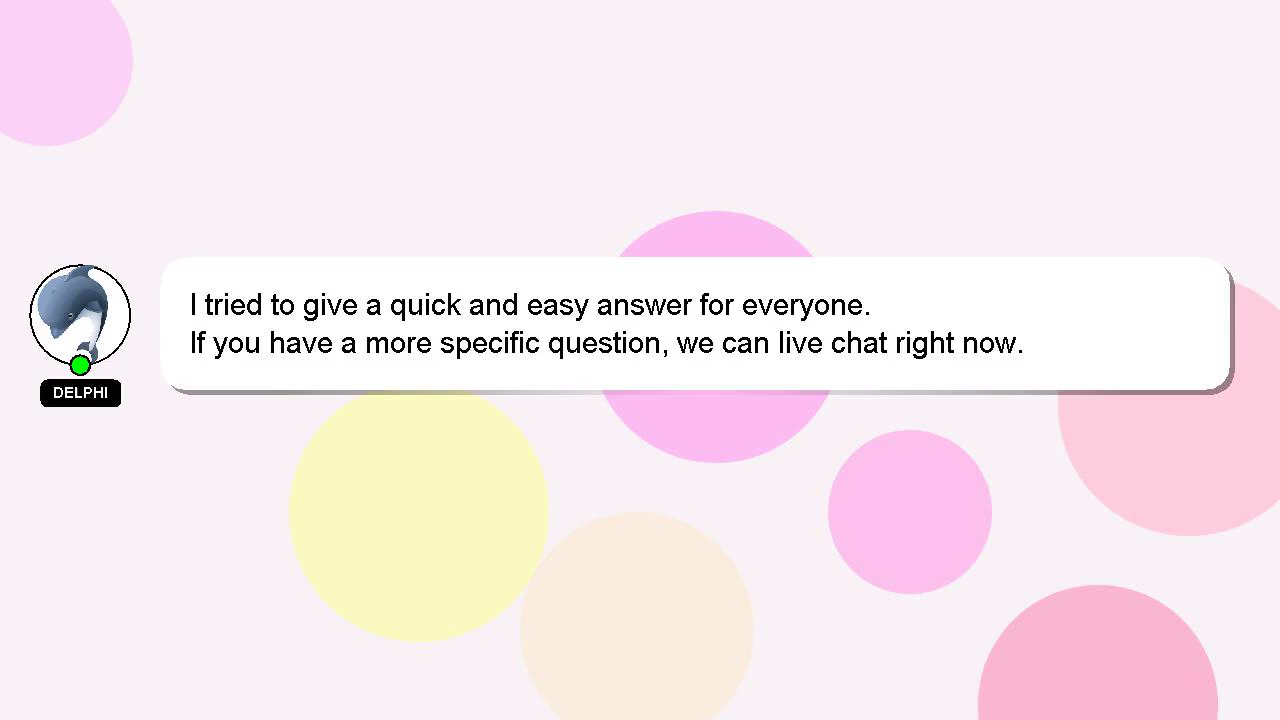 I tried to give a quick and easy answer for everyone.
If you have a more specific question, we can live chat right now.
DELPHI